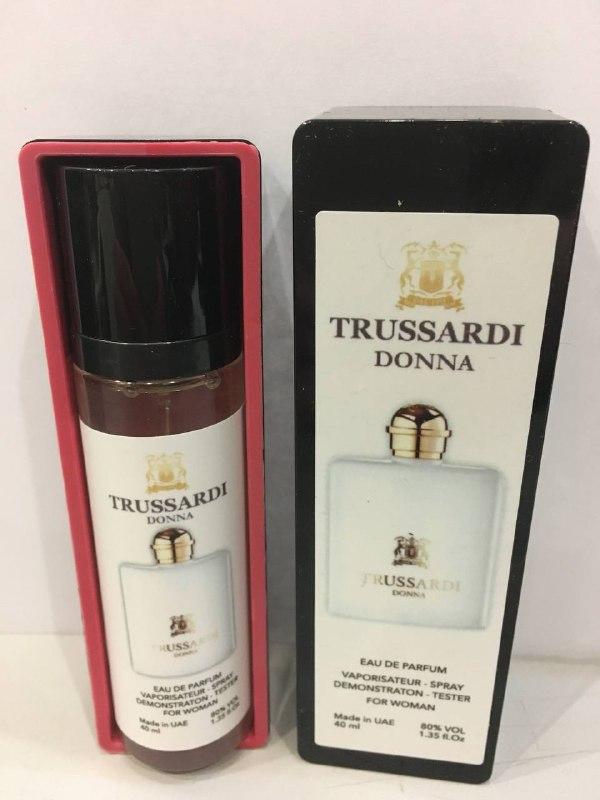 TRUSSARDI
DONNA
TRUSSARDI
DONNA
EAU DE PARFUM
VAPORISATEUR - SPRAY
DEMONSTRATON - TESTER
FOR WOMAN
Made in UAE 80% VOL
40 ml 1.35 fl.Oz
TRUSSARDI
DONNA
TRUSSARDI
DONNA
EAU DE PARFUM
VAPORISATEUR - SPRAY
DEMONSTRATON - TESTER
FOR WOMAN
Made in UAE 80% VOL
40 ml 1.35 fl.Oz